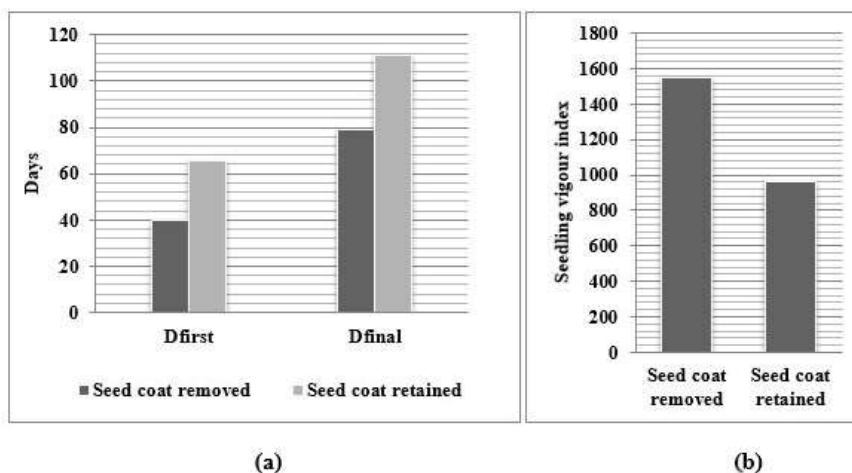 120
100
80
60
40
20
0
Days
Dfirst Dfinal
Seed coat removed Seed coat retained
(a)
1800
1600
1400
1200
1000
800
600
400
200
0
Seedling vigour index
Seed coat removed
Seed coat retained
(b)